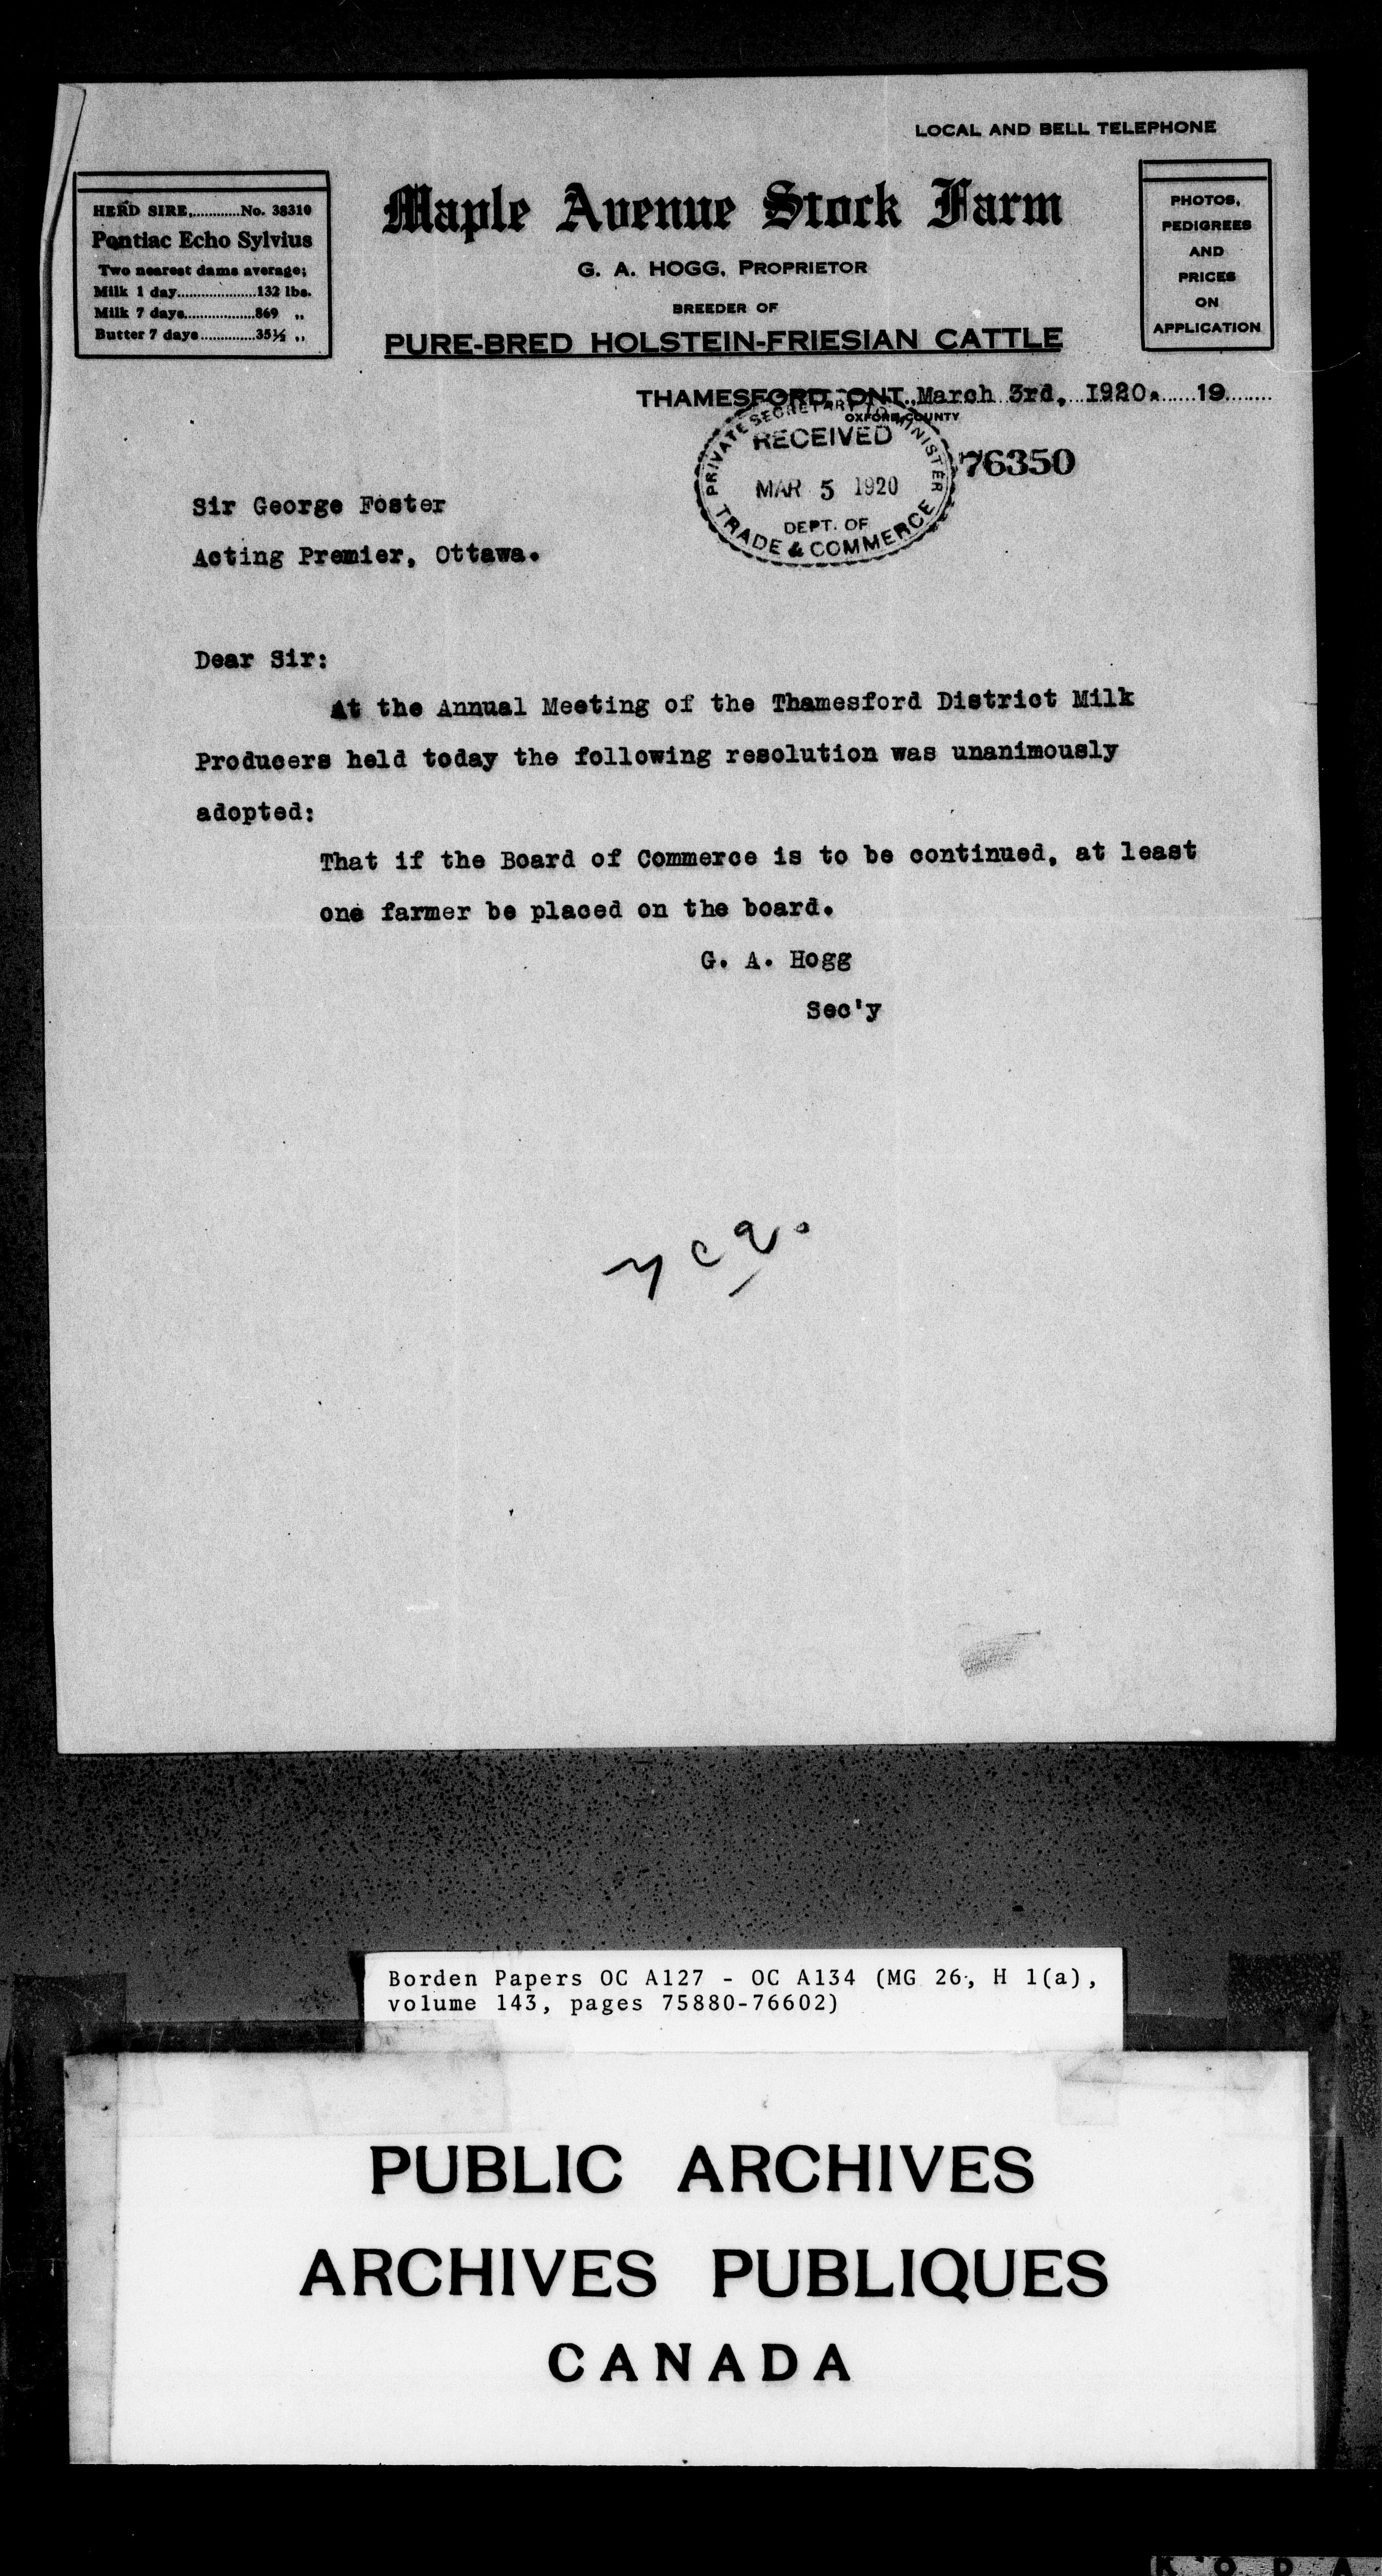 LOCAL AND BELL TELEPHONE
HERD SIRE............No. 38310
Pontiac Echo Sylvius
Two nearest dams average;
Milk 1 day....................132 lbs.
Milk 7 days..................869 „
Butter 7 days..............35½ „
Maple Avenue Stock Farm
G. A. HOGG, PROPRIETOR
BREEDER OF
PURE-BRED HOLSTEIN-FRIESIAN CATTLE
PHOTOS,
PEDIGREES
AND
PRICES
ON
APPLICATION
THAMESFORD, ONT., March 3rd, 1920. 19
OXFORD COUNTY
PRIVATE SECRETARY TO MINISTER
RECEIVED
MAR 5 1920
DEPT. OF
TRADE & COMMERCE
76350
Sir George Foster
Acting Premier, Ottawa.
Dear Sir:
At the Annual Meeting of the Thamesford District Milk
Producers held today the following resolution was unanimously
adopted:
That if the Board of Commerce is to be continued, at least
one farmer be placed on the board.
G. A. Hogg
Sec'y
Borden Papers OC A127 - OC A134 (MG 26, H 1(a),
volume 143, pages 75880-76602)
PUBLIC ARCHIVES
ARCHIVES PUBLIQUES
CANADA